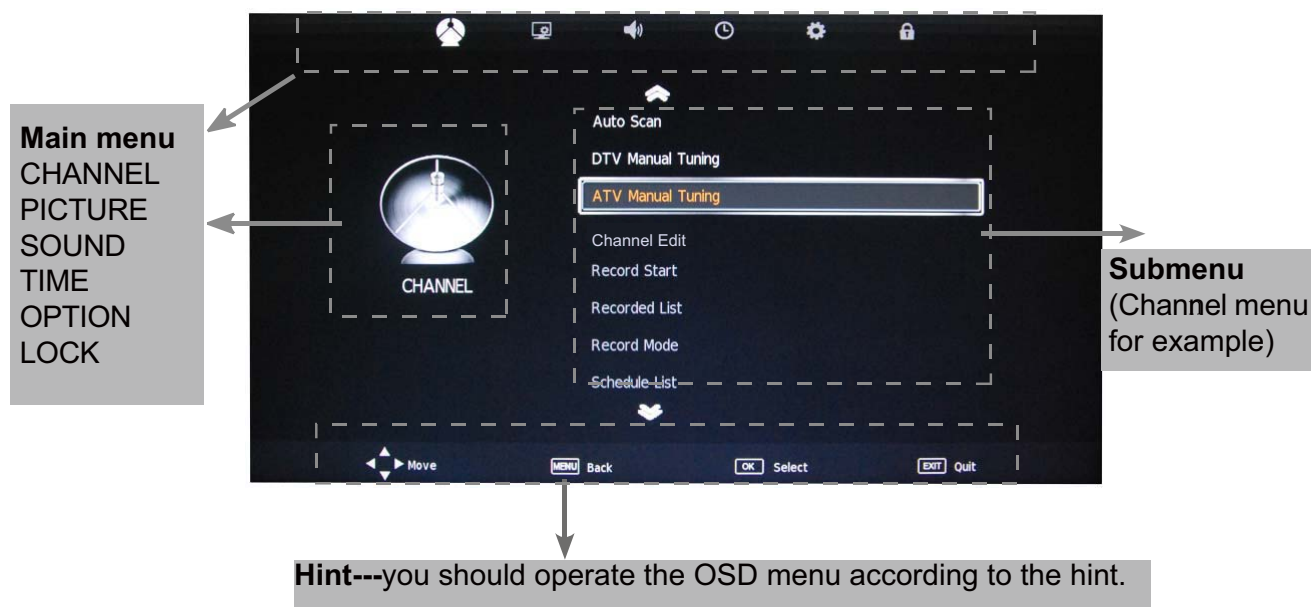 Main menu
CHANNEL
PICTURE
SOUND
TIME
OPTION
LOCK
CHANNEL
Auto Scan
DTV Manual Tuning
ATV Manual Tuning
Channel Edit
Record Start
Recorded List
Record Mode
Schedule List
Submenu
(Channel menu
for example)
Move
MENU Back
OK Select
EXIT Quit
Hint---you should operate the OSD menu according to the hint.